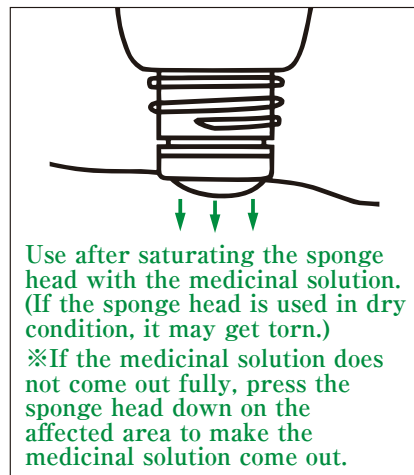 Use after saturating the sponge
head with the medicinal solution.
(If the sponge head is used in dry
condition, it may get torn.)
※If the medicinal solution does
not come out fully, press the
sponge head down on the
affected area to make the
medicinal solution come out.